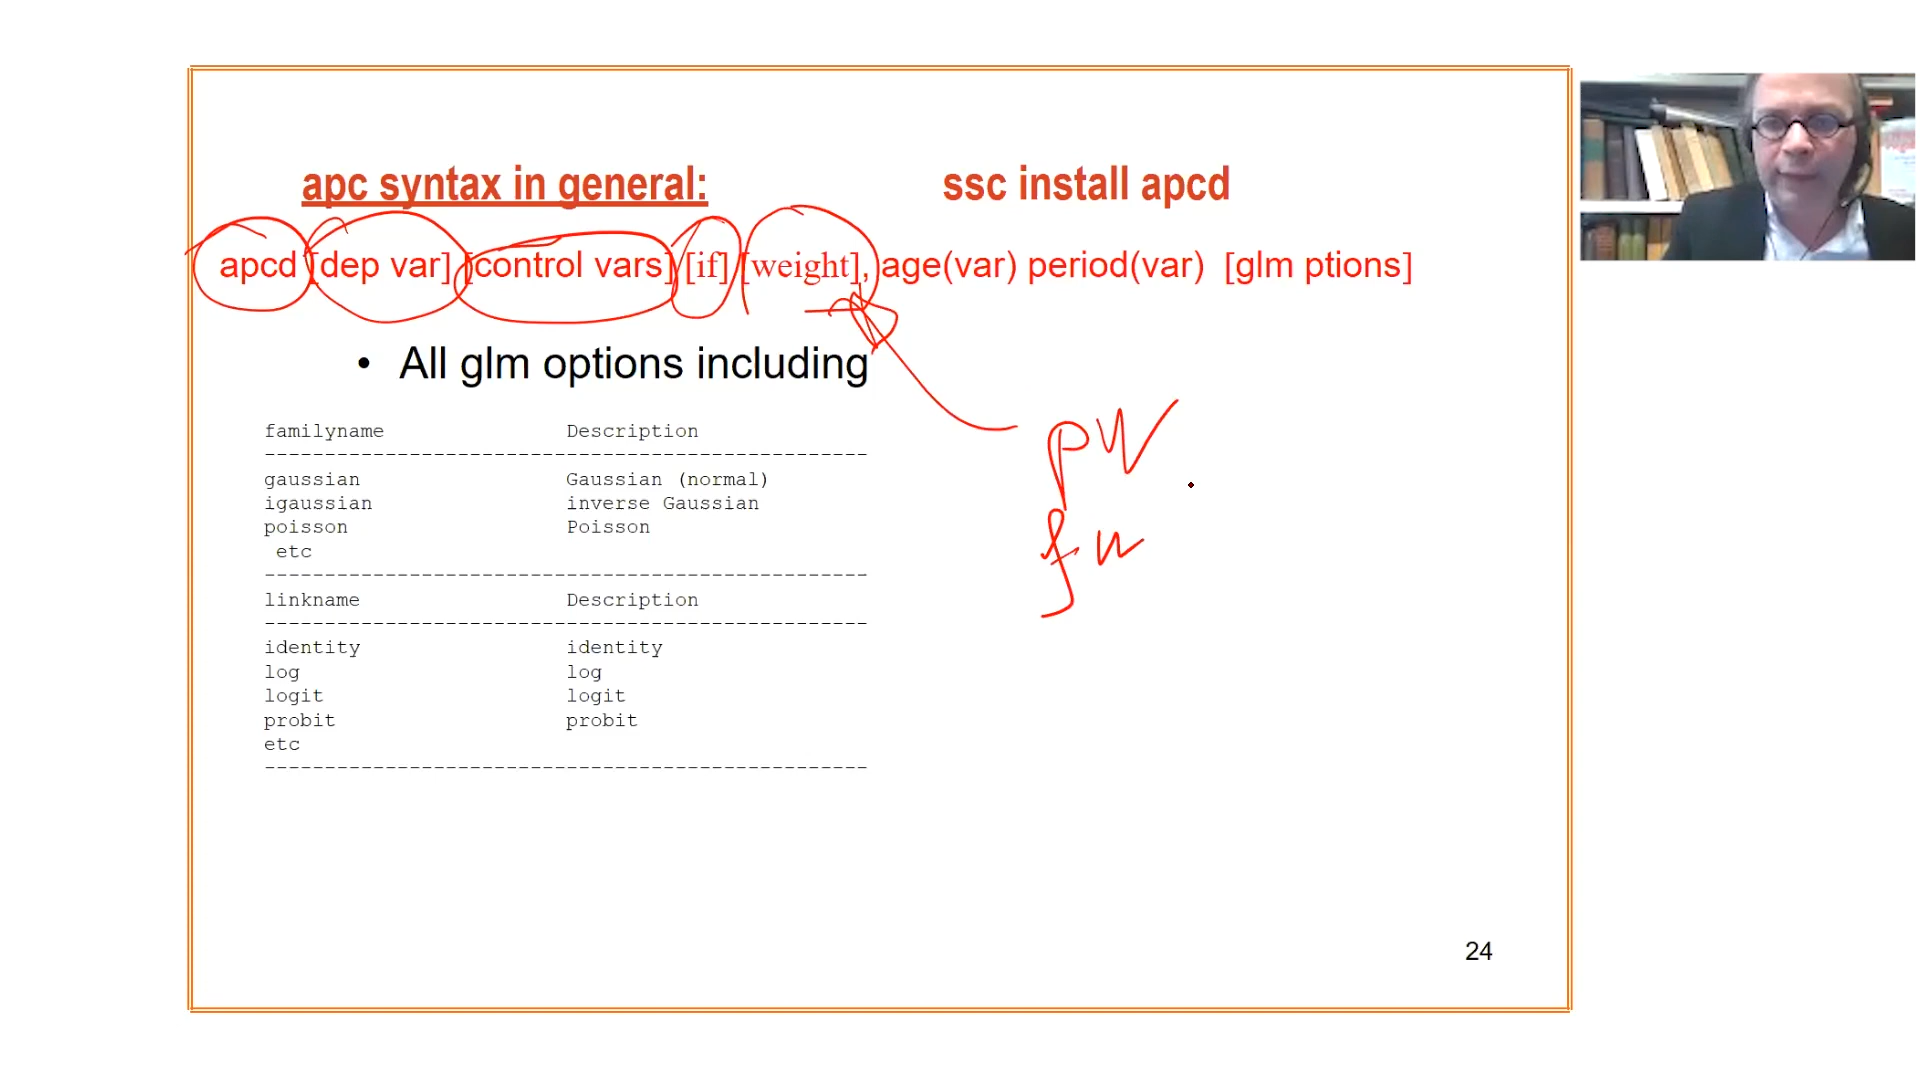 apc syntax in general: ssc install apcd
apcd [dep var] [control vars] [if] [weight], age(var) period(var) [glm ptions]
• All glm options including
familyname Description
--------------------------------------------------
gaussian Gaussian (normal)
igaussian inverse Gaussian
poisson Poisson
etc
--------------------------------------------------
linkname Description
--------------------------------------------------
identity identity
log log
logit logit
probit probit
etc
--------------------------------------------------
pw
fw
24